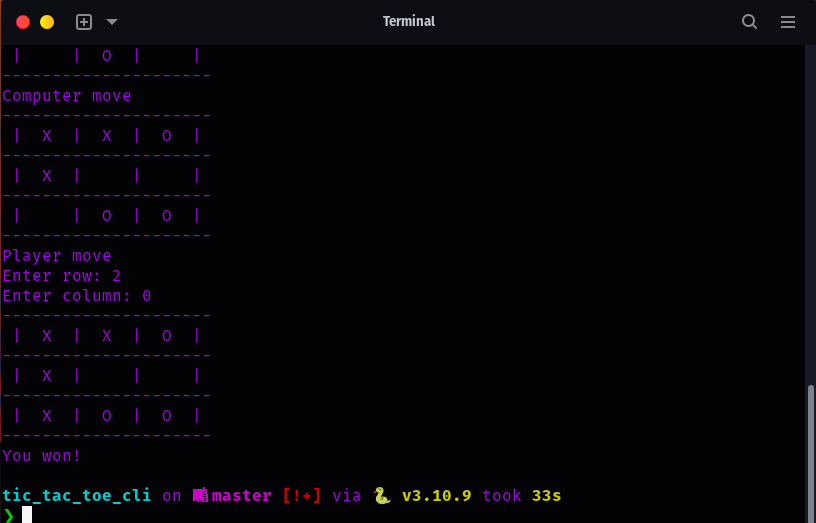 Terminal
|     |  O  |     |
---------------------
Computer move
---------------------
|  X  |  X  |  O  |
---------------------
|  X  |     |     |
---------------------
|     |  O  |  O  |
---------------------
Player move
Enter row: 2
Enter column: 0
---------------------
|  X  |  X  |  O  |
---------------------
|  X  |     |     |
---------------------
|  X  |  O  |  O  |
---------------------
You won!
tic_tac_toe_cli on master [!+] via 🐍 v3.10.9 took 33s
❯